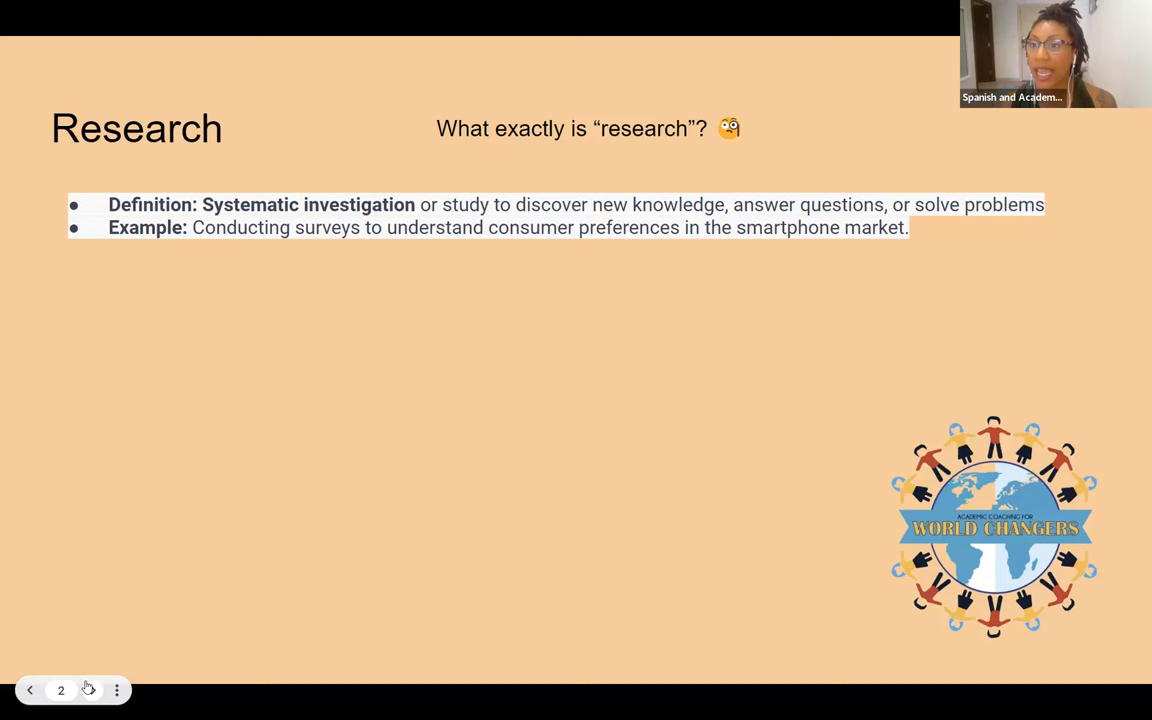 Spanish and Academ...
Research
What exactly is “research”? 🧐
● Definition: Systematic investigation or study to discover new knowledge, answer questions, or solve problems
● Example: Conducting surveys to understand consumer preferences in the smartphone market.
ACADEMIC COACHING FOR
WORLD CHANGERS
2